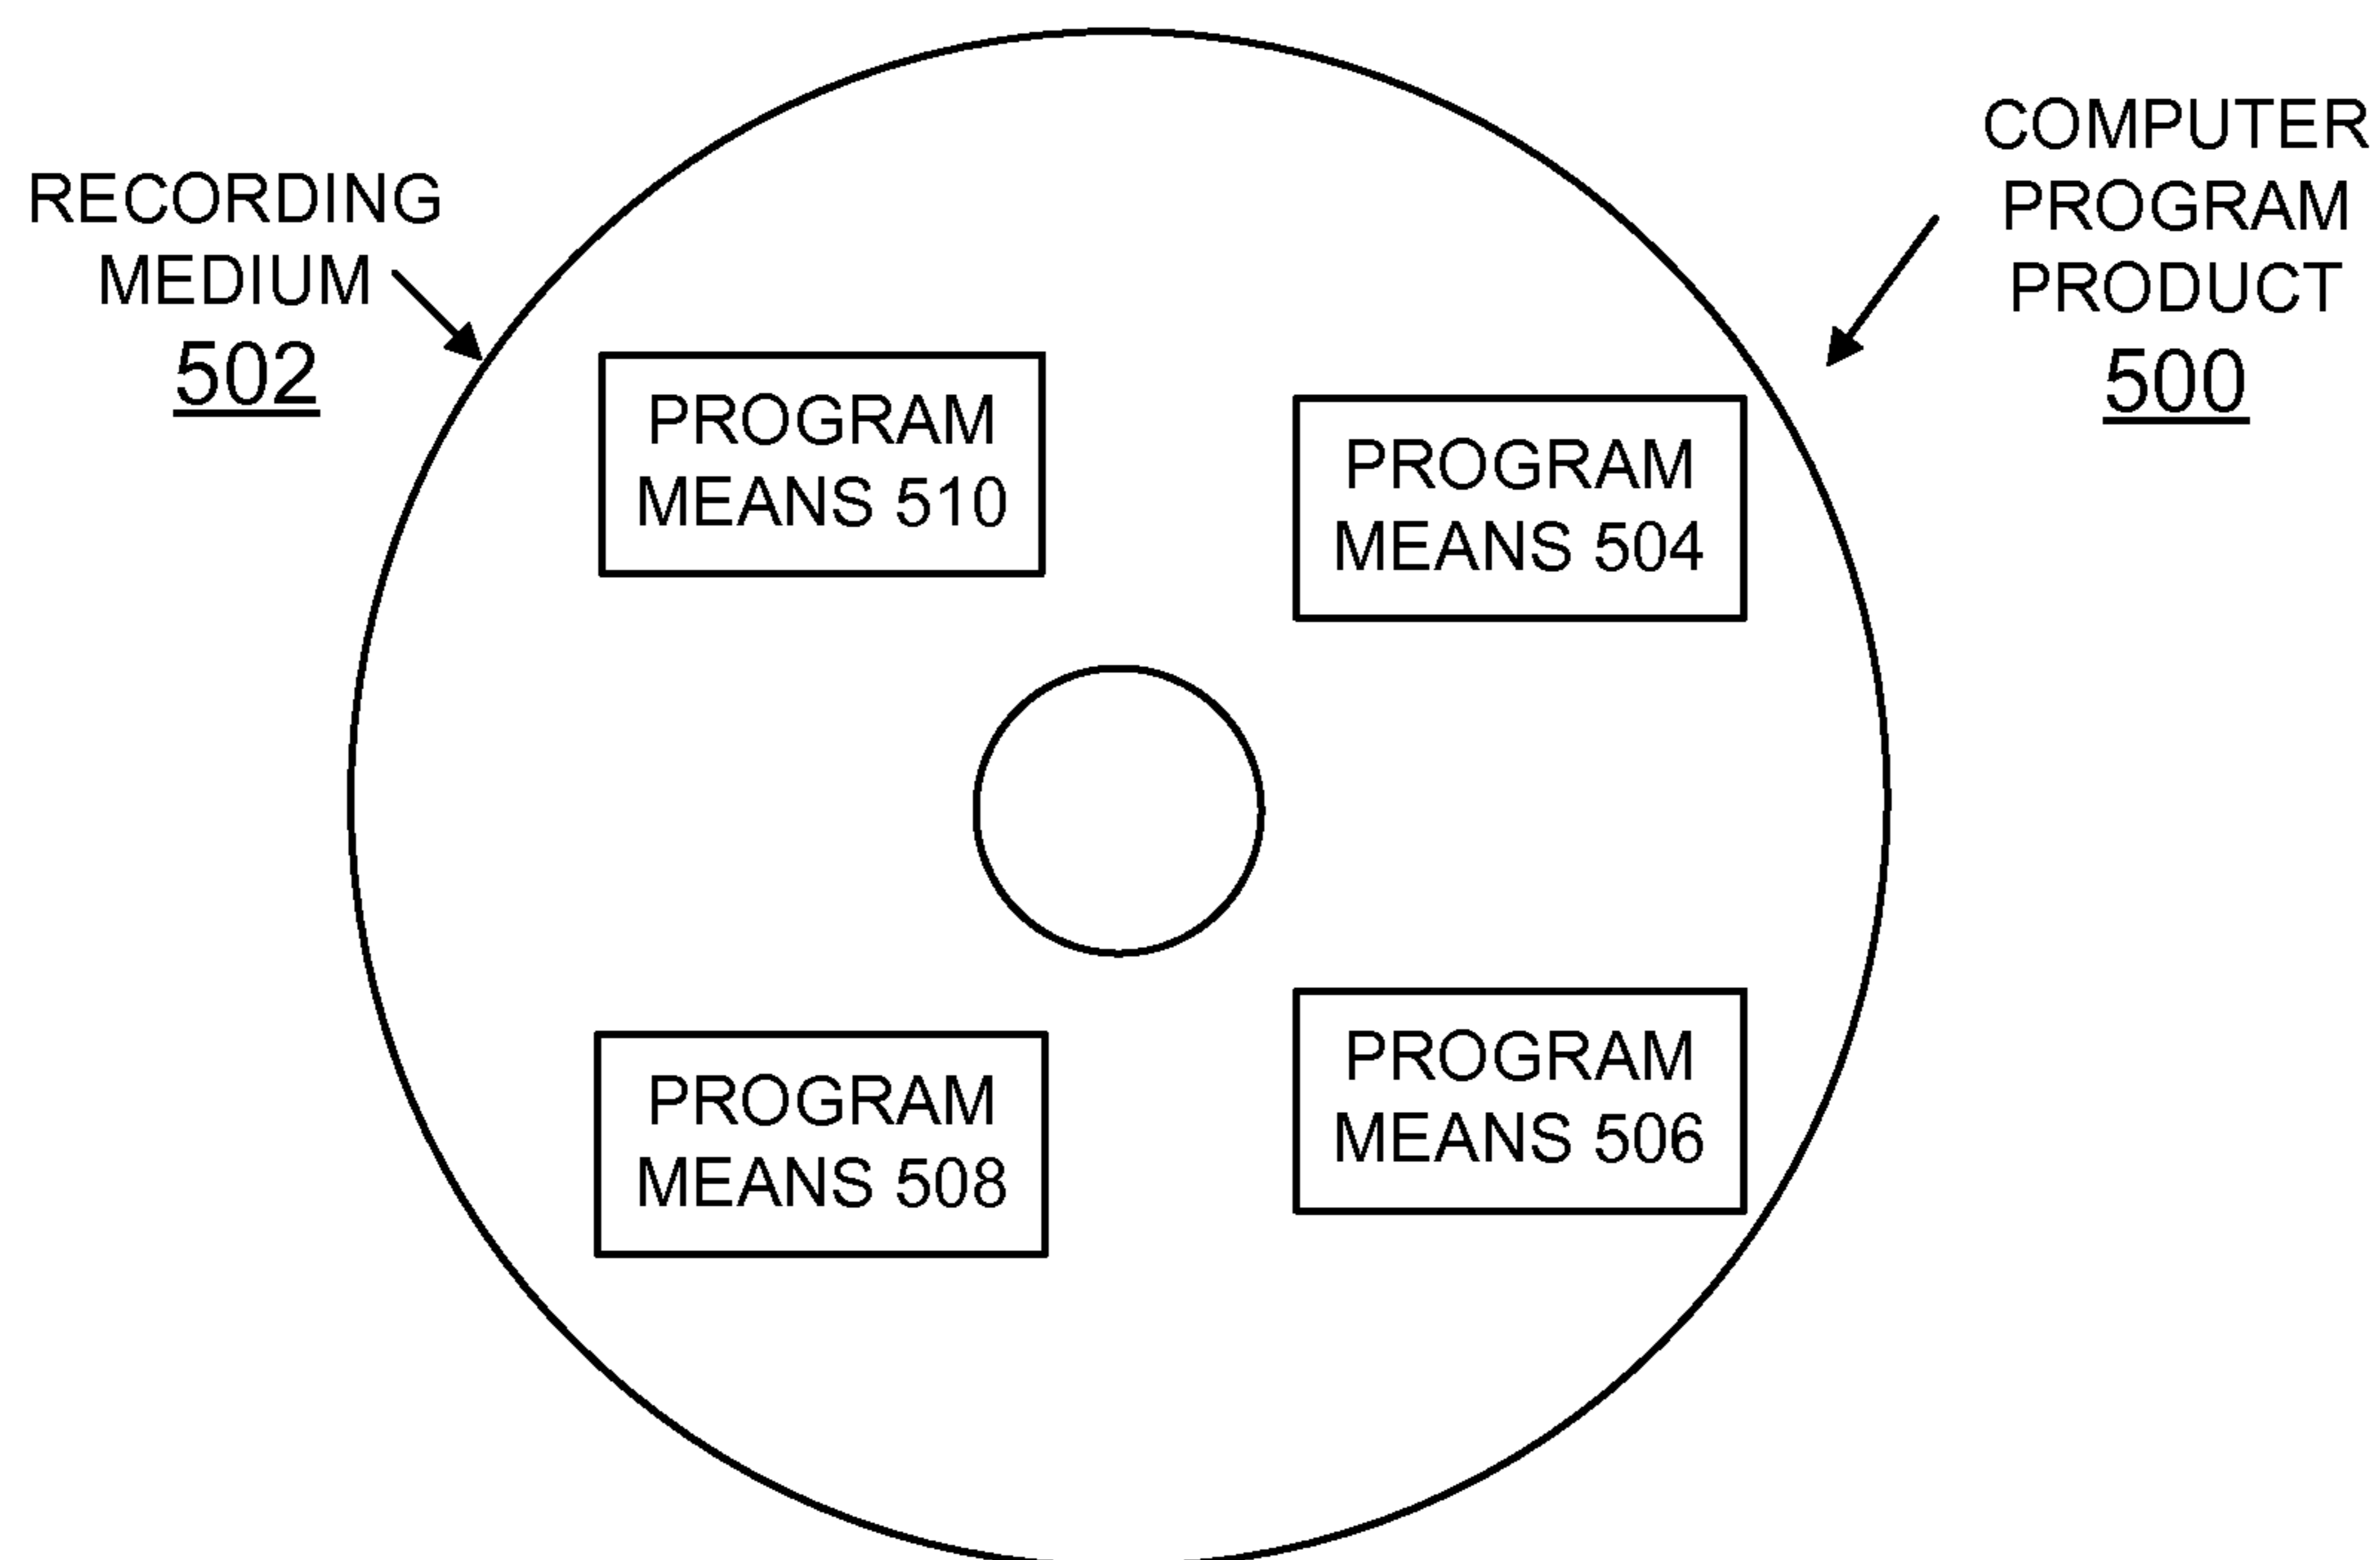 RECORDING
MEDIUM
502
COMPUTER
PROGRAM
PRODUCT
500
PROGRAM
MEANS 510
PROGRAM
MEANS 504
PROGRAM
MEANS 508
PROGRAM
MEANS 506